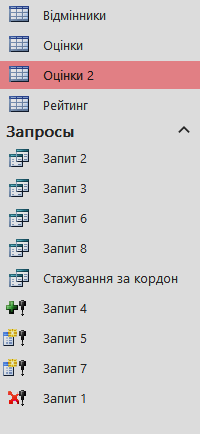 Відмінники
Оцінки
Оцінки 2
Рейтинг
Запросы
Запит 2
Запит 3
Запит 6
Запит 8
Стажування за кордон
Запит 4
Запит 5
Запит 7
Запит 1